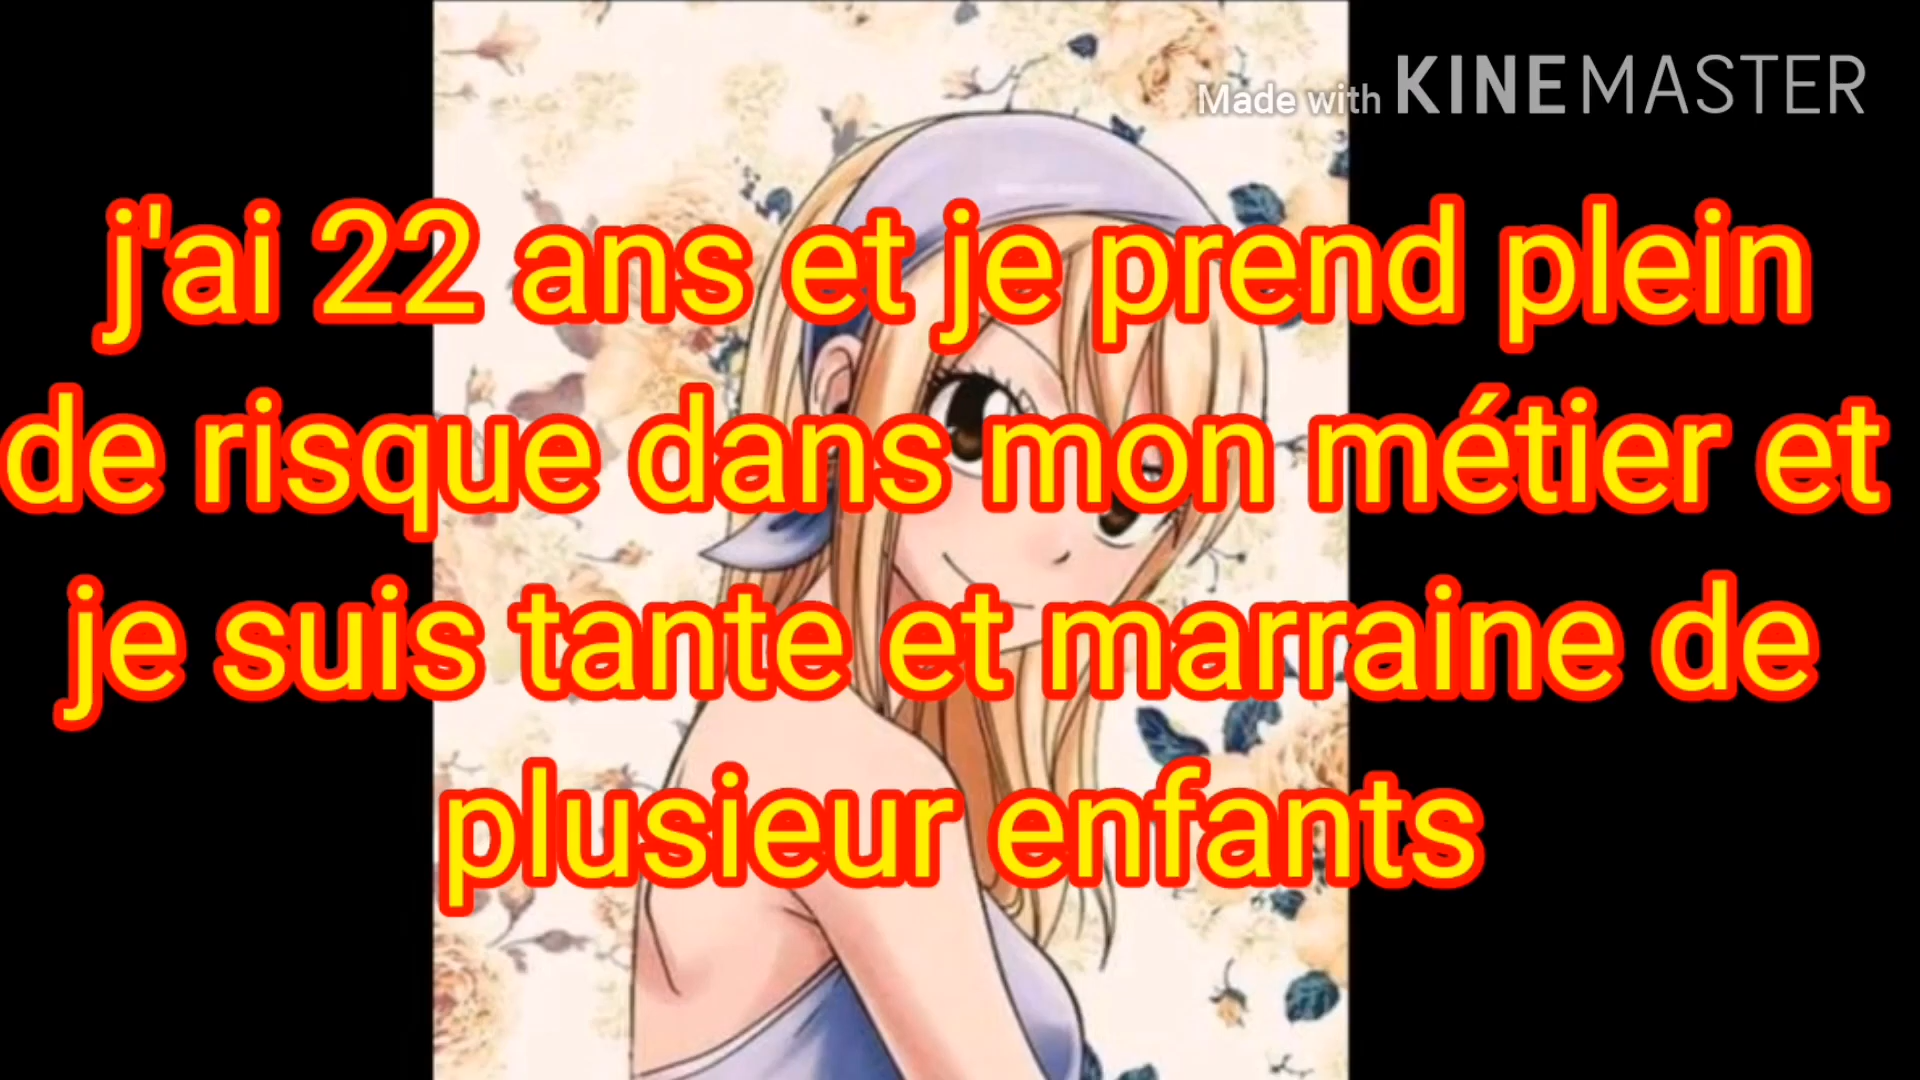 Made with KINEMASTER
j'ai 22 ans et je prend plein
de risque dans mon métier et
je suis tante et marraine de
plusieur enfants